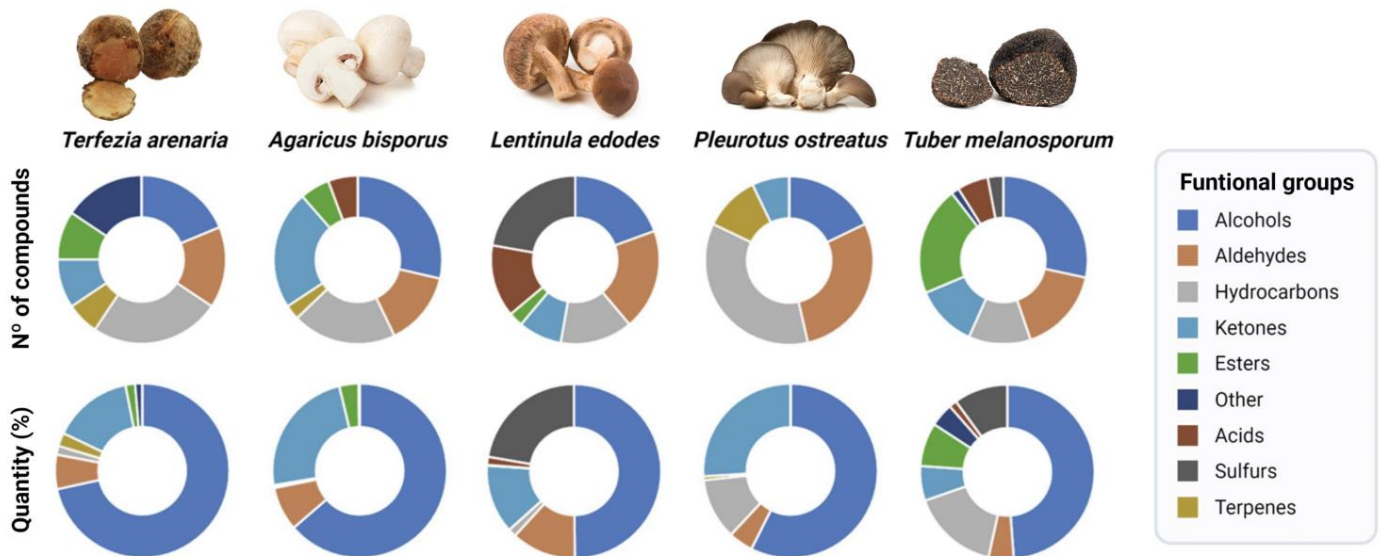 Terfezia arenaria
Agaricus bisporus
Lentinula edodes
Pleurotus ostreatus
Tuber melanosporum
Nº of compounds
Quantity (%)
Funtional groups
Alcohols
Aldehydes
Hydrocarbons
Ketones
Esters
Other
Acids
Sulfurs
Terpenes